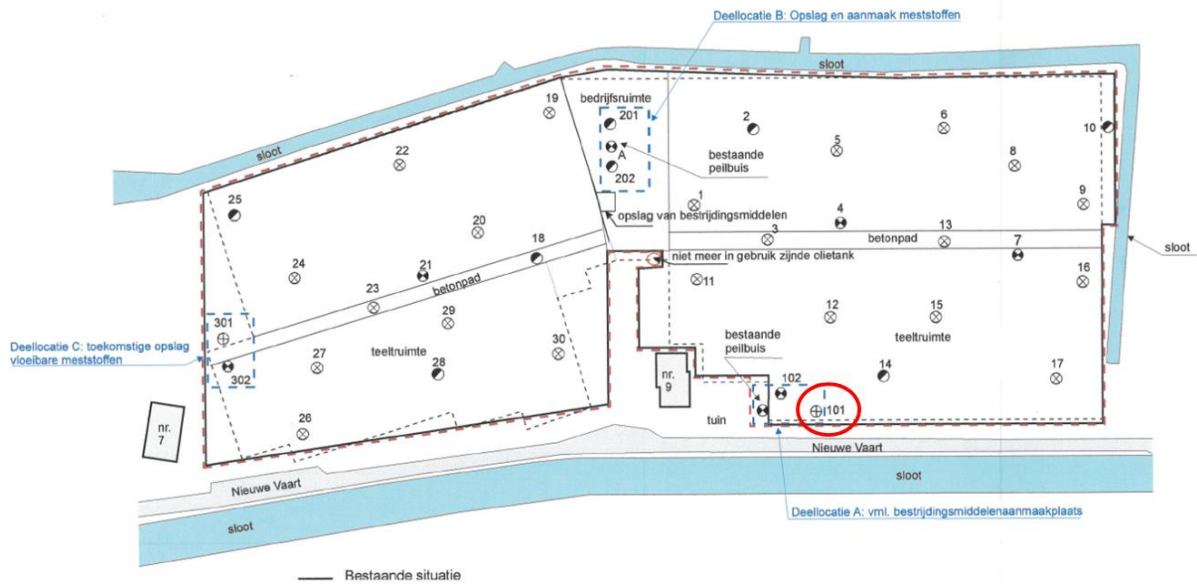 Deellocatie B: Opslag en aanmaak meststoffen
sloot
19
bedrijfsruimte
201
A
202
bestaande
peilbuis
2
5
6
10
8
sloot
22
25
20
18
1
9
opslag van bestrijdingsmiddelen
4
3
betonpad
13
7
sloot
niet meer in gebruik zijnde olietank
24
21
betonpad
23
11
16
301
29
12
15
Deellocatie C: toekomstige opslag
vloeibare meststoffen
teeltruimte
30
bestaande
peilbuis
teeltruimte
302
27
28
nr.
9
102
14
17
101
nr.
7
26
tuin
Nieuwe Vaart
Nieuwe Vaart
sloot
sloot
Deellocatie A: vml. bestrijdingsmiddelenaanmaakplaats
Bestaande situatie